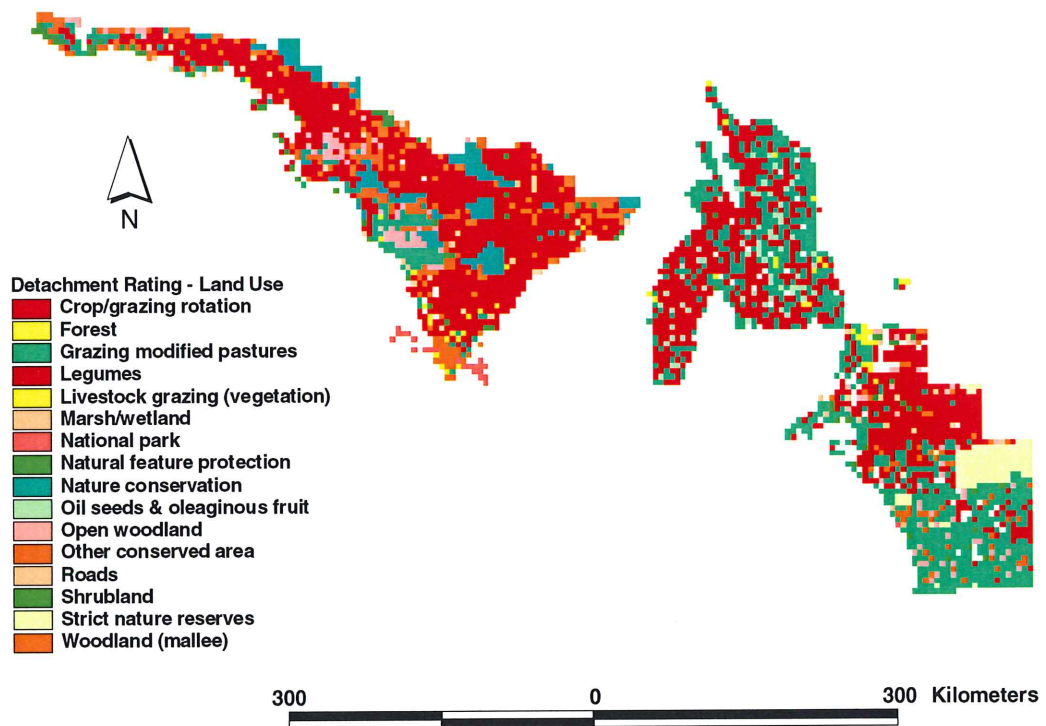 N
Detachment Rating - Land Use
Crop/grazing rotation
Forest
Grazing modified pastures
Legumes
Livestock grazing (vegetation)
Marsh/wetland
National park
Natural feature protection
Nature conservation
Oil seeds & oleaginous fruit
Open woodland
Other conserved area
Roads
Shrubland
Strict nature reserves
Woodland (mallee)
300 0 300 Kilometers